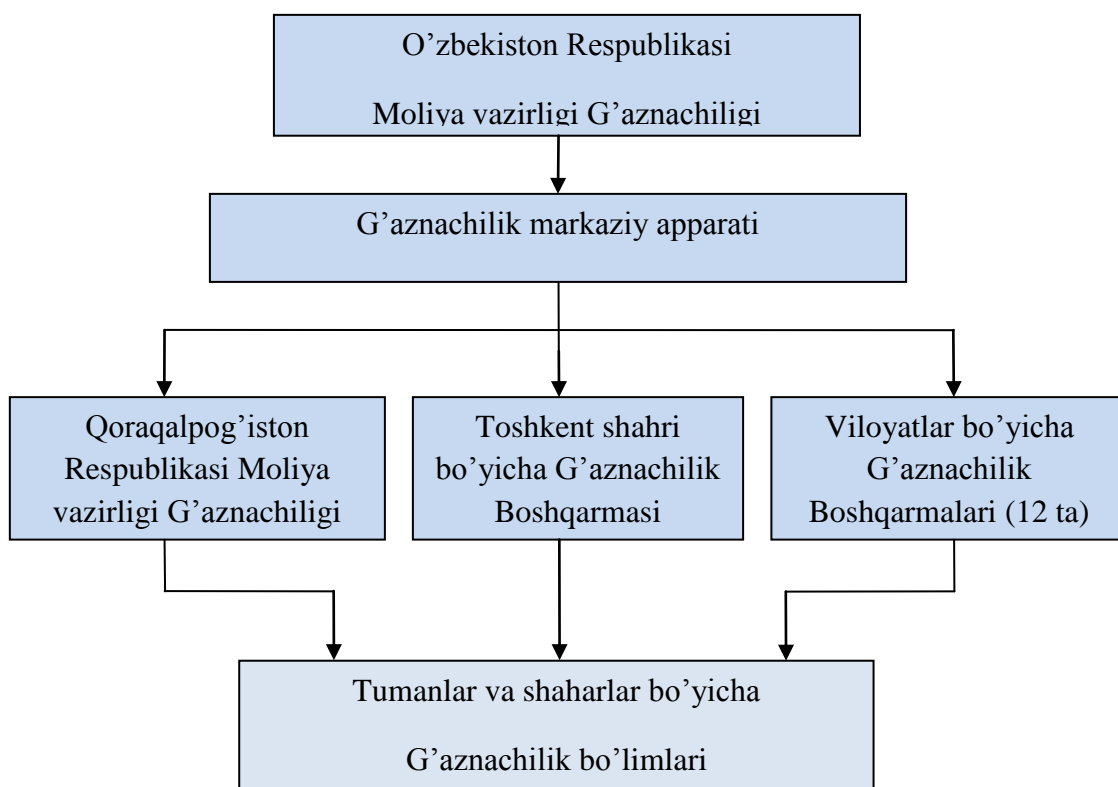 O’zbekiston Respublikasi
Moliya vazirligi G’aznachiligi
G’aznachilik markaziy apparati
Qoraqalpog’iston
Respublikasi Moliya
vazirligi G’aznachiligi
Toshkent shahri
bo’yicha G’aznachilik
Boshqarmasi
Viloyatlar bo’yicha
G’aznachilik
Boshqarmalari (12 ta)
Tumanlar va shaharlar bo’yicha
G’aznachilik bo’limlari